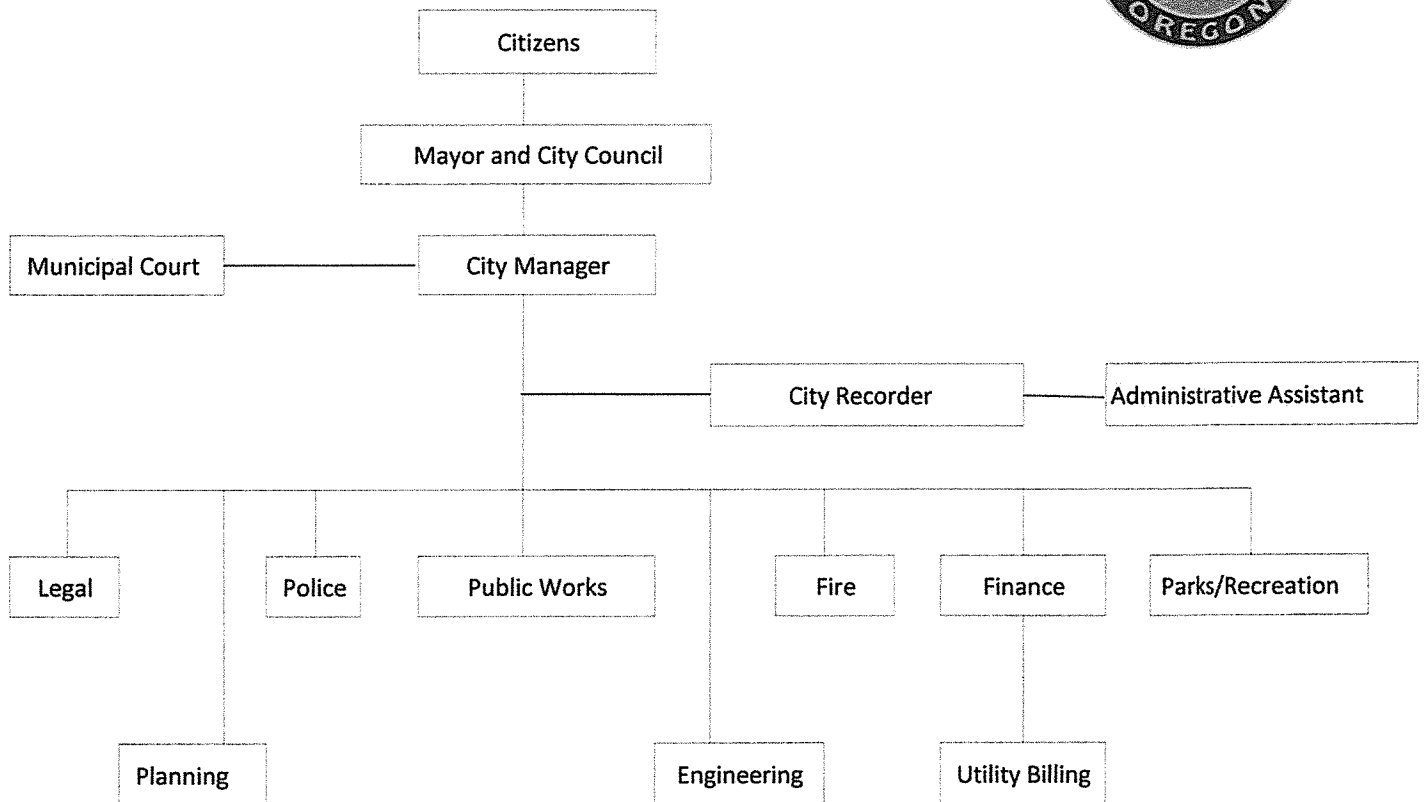 OREGON
Citizens
Mayor and City Council
Municipal Court
City Manager
City Recorder
Administrative Assistant
Legal
Police
Public Works
Fire
Finance
Parks/Recreation
Planning
Engineering
Utility Billing